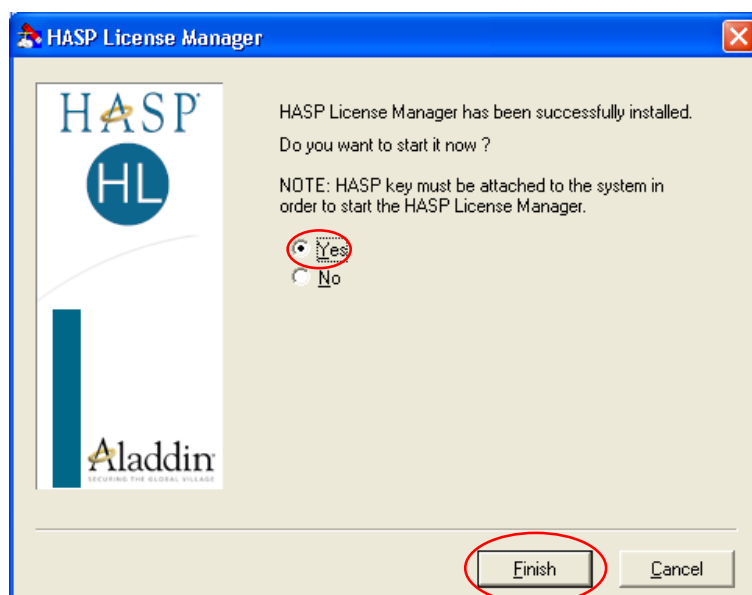 HASP License Manager
HASP
HL
HASP License Manager has been successfully installed.
Do you want to start it now ?
NOTE: HASP key must be attached to the system in
order to start the HASP License Manager.
Yes
No
Aladdin
SECURING THE GLOBAL VILLAGE
Finish
Cancel